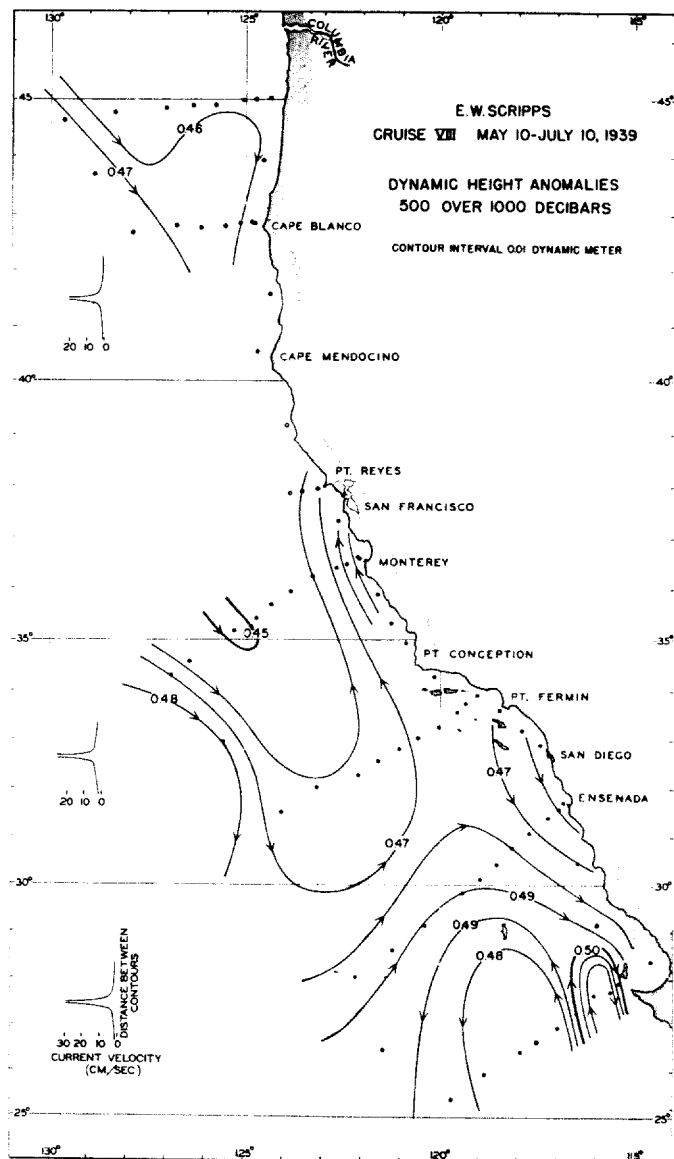 130° 125° 120°
COLUMBIA
RIVER
45° 45°
E.W. SCRIPPS
CRUISE VIII MAY 10-JULY 10, 1939
DYNAMIC HEIGHT ANOMALIES
500 OVER 1000 DECIBARS
CONTOUR INTERVAL 0.01 DYNAMIC METER
0.46
0.47
CAPE BLANCO
20 10 0
CAPE MENDOCINO
40° 40°
PT. REYES
SAN FRANCISCO
MONTEREY
0.45
35° 35°
PT. CONCEPTION
0.48
PT. FERMIN
SAN DIEGO
0.47
20 10 0
ENSENADA
0.47
30° 30°
0.49
0.49
0.50
0.48
DISTANCE BETWEEN
CONTOURS
30 20 10 0
CURRENT VELOCITY
(CM/SEC)
25° 25°
130° 125° 120° 115°